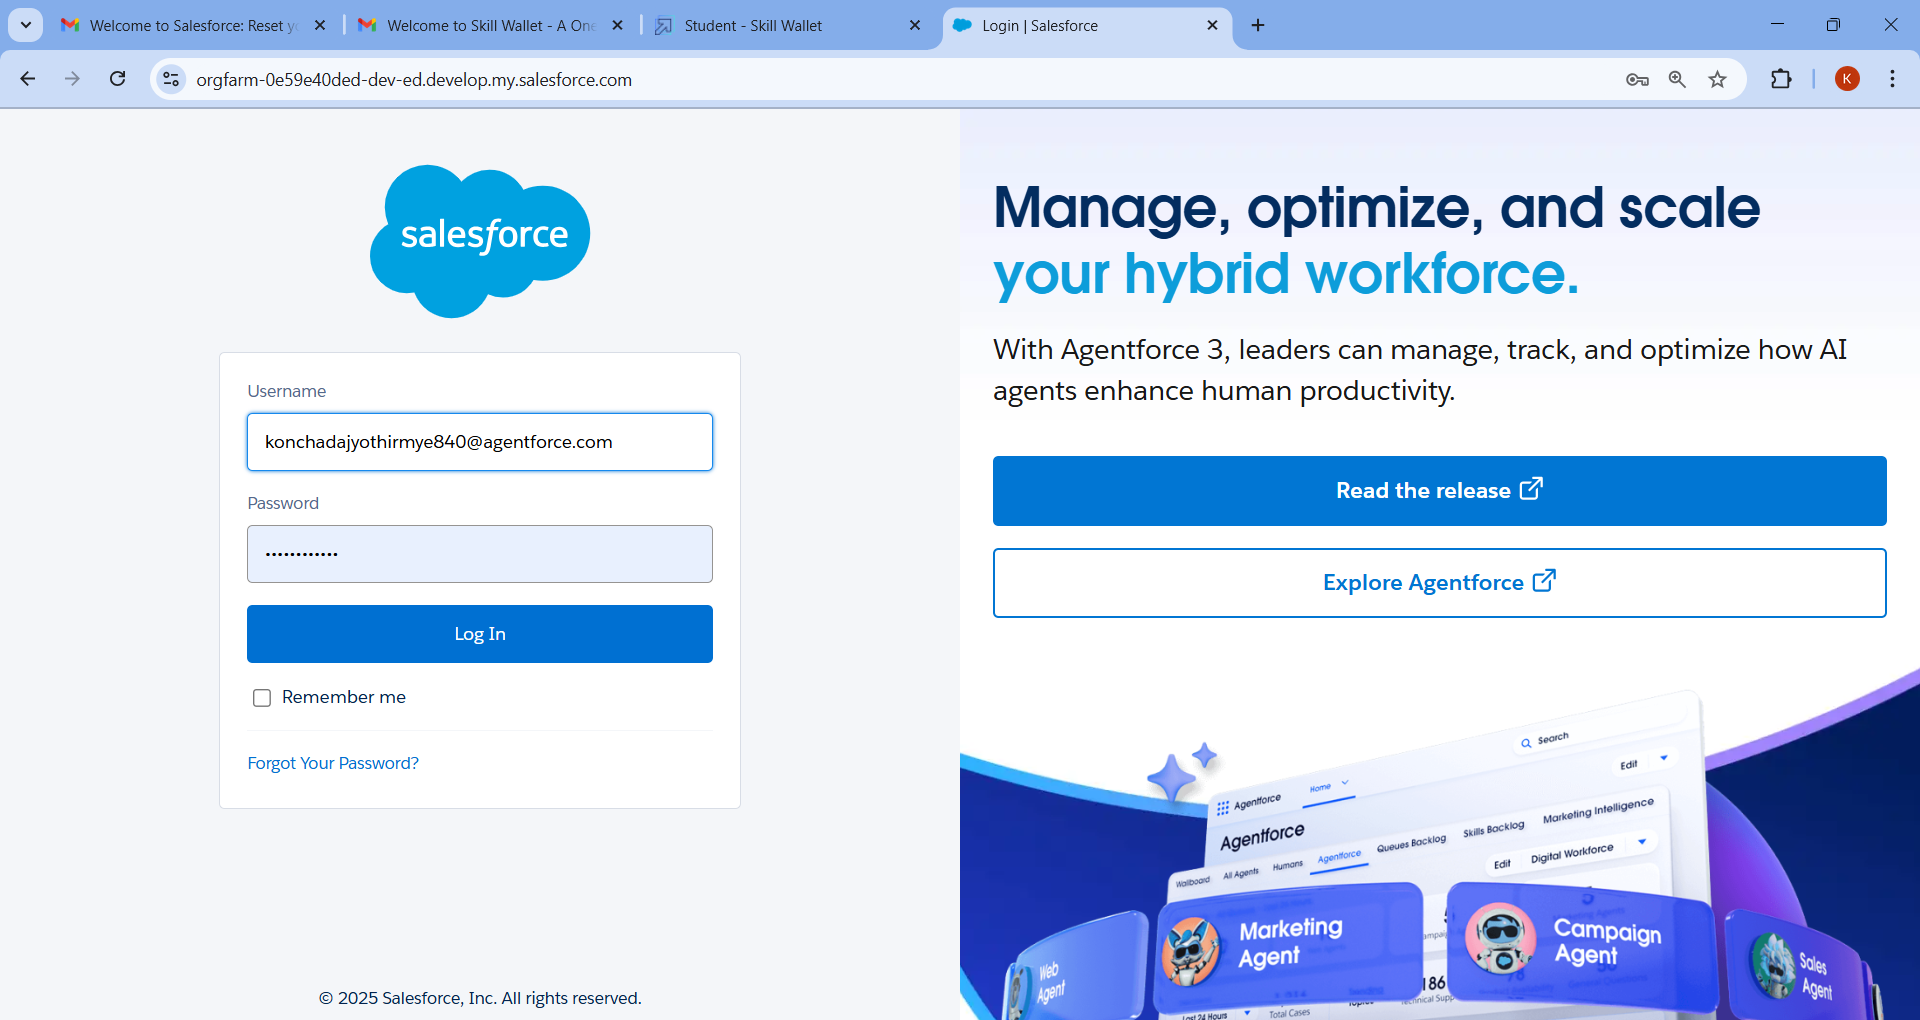 Welcome to Salesforce: Reset yo
Welcome to Skill Wallet - A One
Student - Skill Wallet
Login | Salesforce
orgfarm-0e59e40ded-dev-ed.develop.my.salesforce.com
K
salesforce
Username
konchadajyothirmye840@agentforce.com
Password
••••••••••••
Log In
Remember me
Forgot Your Password?
© 2025 Salesforce, Inc. All rights reserved.
Manage, optimize, and scale
your hybrid workforce.
With Agentforce 3, leaders can manage, track, and optimize how AI
agents enhance human productivity.
Read the release
Explore Agentforce
Search
Edit
Agentforce Home
Agentforce
Wallboard All Agents Humans Agentforce Queues Backlog Skills Backlog Marketing Intelligence
Edit Digital Workforce
Web
Agent
Marketing
Agent
Campaign
Agent
Sales
Agent
186
Technical Supp
Last 24 Hours
Total Cases